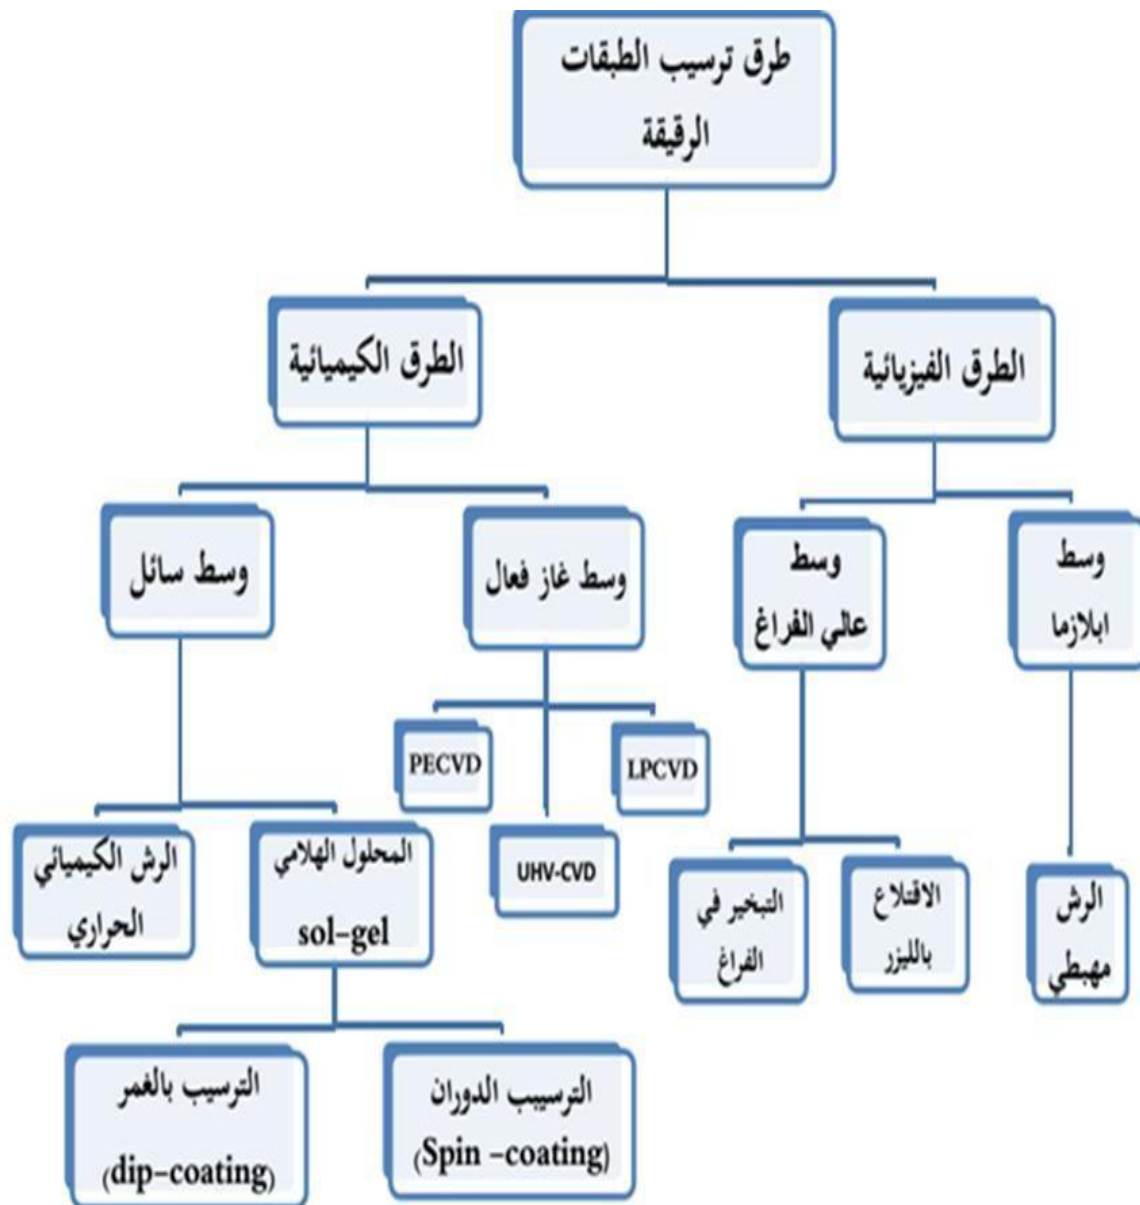 طرق ترسيب الطبقات
الرقيقة
الطرق الفيزيائية
الطرق الكيميائية
وسط
ابلازما
وسط
عالي الفراغ
وسط غاز فعال
وسط سائل
LPCVD
PECVD
UHV-CVD
الرش
مهبطي
الاقتلاع
بالليزر
التبخير في
الفراغ
المحلول الهلامي
sol-gel
الرش الكيميائي
الحراري
الترسيبب الدوران
(Spin -coating)
الترسيب بالغمر
(dip-coating)